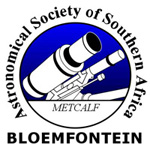 Astronomical Society of Southern Africa
METCALF
BLOEMFONTEIN